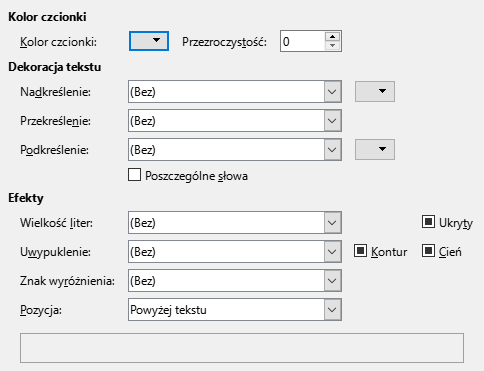 Kolor czcionki
Kolor czcionki: Przezroczystość: 0
Dekoracja tekstu
Nadkreślenie: (Bez)
Przekreślenie: (Bez)
Podkreślenie: (Bez)
Poszczególne słowa
Efekty
Wielkość liter: (Bez) Ukryty
Uwypuklenie: (Bez) Kontur Cień
Znak wyróżnienia: (Bez)
Pozycja: Powyżej tekstu